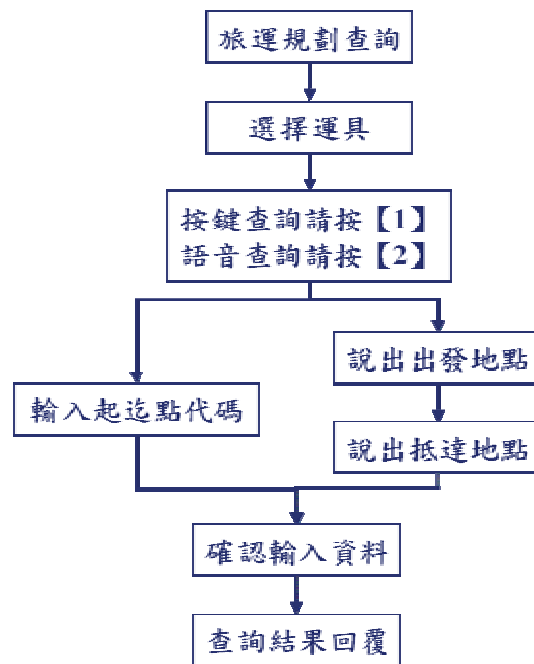 旅運規劃查詢
選擇運具
按鍵查詢請按【1】
語音查詢請按【2】
說出出發地點
輸入起迄點代碼
說出抵達地點
確認輸入資料
查詢結果回覆